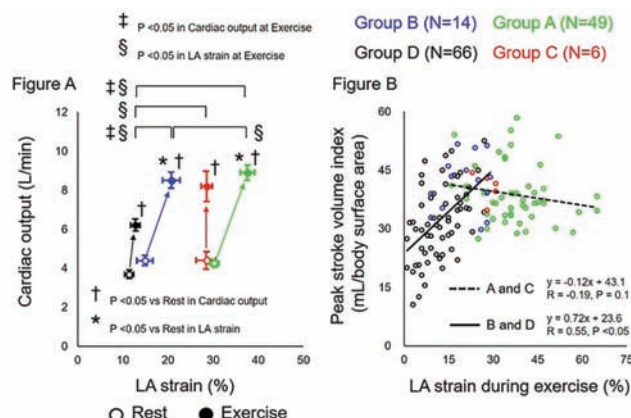 ‡ P <0.05 in Cardiac output at Exercise
§ P <0.05 in LA strain at Exercise
Group B (N=14) Group A (N=49)
Group D (N=66) Group C (N=6)
Figure A
‡§
§
‡§ §
Cardiac output (L/min)
12
10
8
6
4
2
0
* † † * †
†
† P <0.05 vs Rest in Cardiac output
* P <0.05 vs Rest in LA strain
0 10 20 30 40 50
LA strain (%)
Rest Exercise
Figure B
Peak stroke volume index
(mL/body surface area)
60
45
30
15
0
A and C y = -0.12x + 43.1
R = -0.19, P = 0.1
B and D y = 0.72x + 23.6
R = 0.55, P <0.05
0 15 30 45 60 75
LA strain during exercise (%)